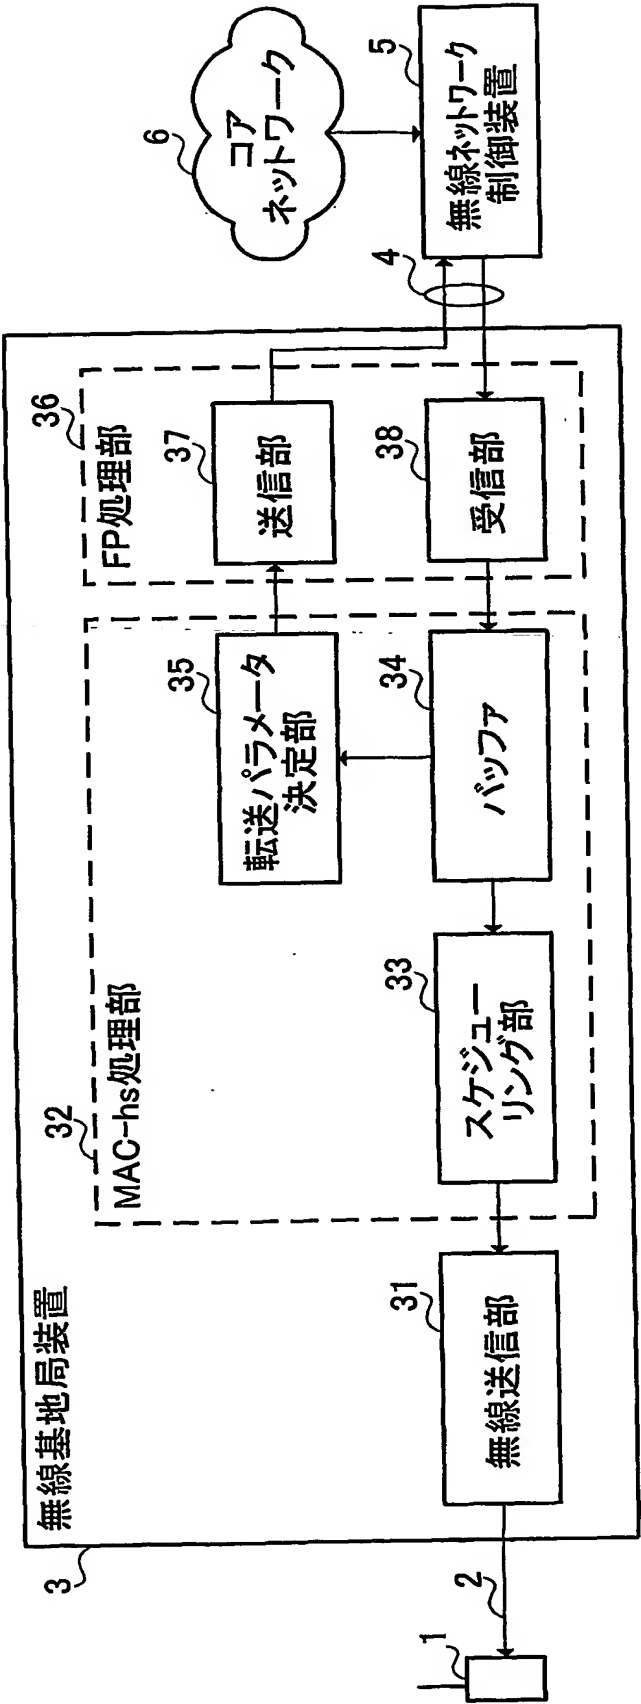 無線基地局装置
3
32
MAC-hs処理部
36
FP処理部
35
転送パラメータ
決定部
37
送信部
6
コア
ネットワーク
1
2
31
無線送信部
33
スケジュー
リング部
34
バッファ
38
受信部
4
5
無線ネットワーク
制御装置